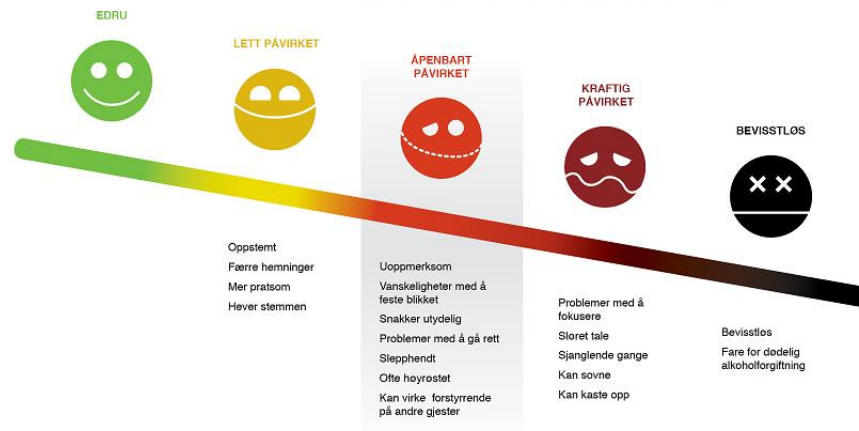 EDRU
LETT PÅVIRKET
ÅPENBART
PÅVIRKET
KRAFTIG
PÅVIRKET
BEVISSTLØS
Oppstemt
Færre hemninger
Mer pratsom
Hever stemmen
Uoppmerksom
Vanskeligheter med å
feste blikket
Snakker utydelig
Problemer med å gå rett
Slepphendt
Ofte høyrøstet
Kan virke forstyrrende
på andre gjester
Problemer med å
fokusere
Sløret tale
Sjanglende gange
Kan sovne
Kan kaste opp
Bevisstløs
Fare for dødelig
alkoholforgiftning